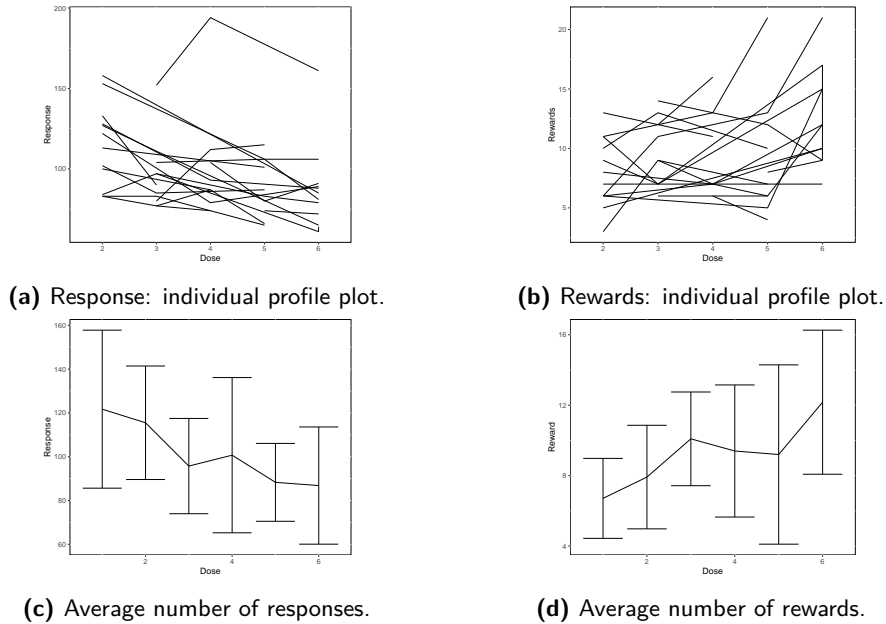 200
150
100
Response
2 3 4 5 6
Dose
20
15
10
5
Rewards
2 3 4 5 6
Dose
(a) Response: individual profile plot.
(b) Rewards: individual profile plot.
160
140
120
100
80
60
Response
2 4 6
Dose
16
12
8
4
Reward
2 4 6
Dose
(c) Average number of responses.
(d) Average number of rewards.